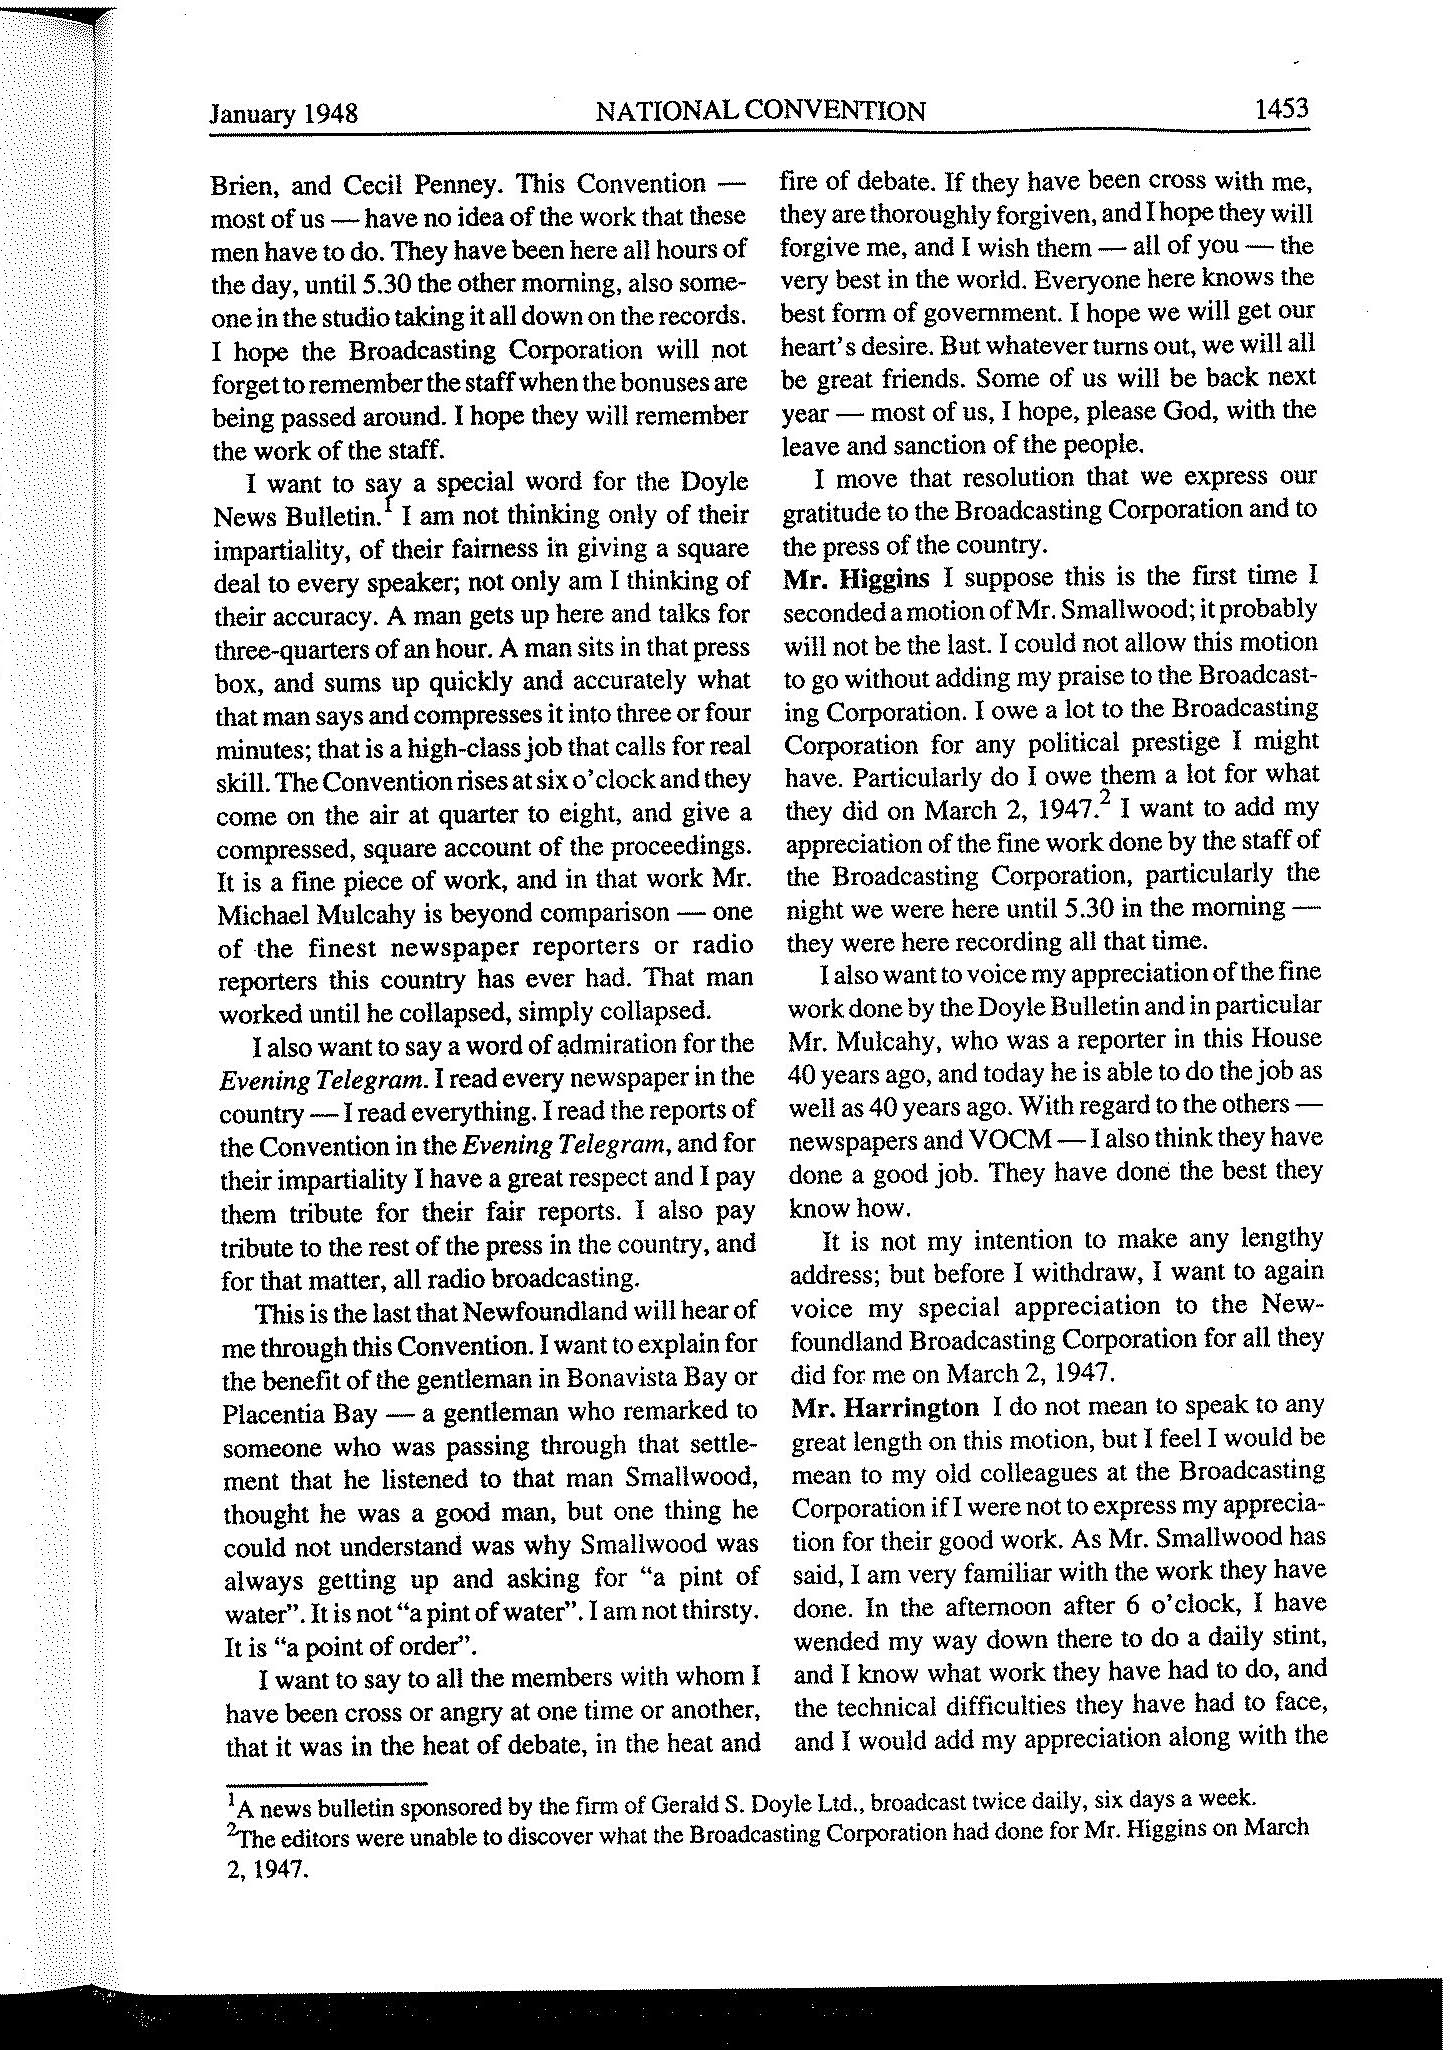 January 1948
NATIONAL CONVENTION
1453
Brien, and Cecil Penney. This Convention —
most of us — have no idea of the work that these
men have to do. They have been here all hours of
the day, until 5.30 the other morning, also some-
one in the studio taking it all down on the records.
I hope the Broadcasting Corporation will not
forget to remember the staff when the bonuses are
being passed around. I hope they will remember
the work of the staff.
I want to say a special word for the Doyle
News Bulletin.¹ I am not thinking only of their
impartiality, of their fairness in giving a square
deal to every speaker; not only am I thinking of
their accuracy. A man gets up here and talks for
three-quarters of an hour. A man sits in that press
box, and sums up quickly and accurately what
that man says and compresses it into three or four
minutes; that is a high-class job that calls for real
skill. The Convention rises at six o'clock and they
come on the air at quarter to eight, and give a
compressed, square account of the proceedings.
It is a fine piece of work, and in that work Mr.
Michael Mulcahy is beyond comparison — one
of the finest newspaper reporters or radio
reporters this country has ever had. That man
worked until he collapsed, simply collapsed.
I also want to say a word of admiration for the
Evening Telegram. I read every newspaper in the
country — I read everything. I read the reports of
the Convention in the Evening Telegram, and for
their impartiality I have a great respect and I pay
them tribute for their fair reports. I also pay
tribute to the rest of the press in the country, and
for that matter, all radio broadcasting.
This is the last that Newfoundland will hear of
me through this Convention. I want to explain for
the benefit of the gentleman in Bonavista Bay or
Placentia Bay — a gentleman who remarked to
someone who was passing through that settle-
ment that he listened to that man Smallwood,
thought he was a good man, but one thing he
could not understand was why Smallwood was
always getting up and asking for "a pint of
water". It is not "a pint of water". I am not thirsty.
It is "a point of order".
I want to say to all the members with whom I
have been cross or angry at one time or another,
that it was in the heat of debate, in the heat and
fire of debate. If they have been cross with me,
they are thoroughly forgiven, and I hope they will
forgive me, and I wish them — all of you — the
very best in the world. Everyone here knows the
best form of government. I hope we will get our
heart's desire. But whatever turns out, we will all
be great friends. Some of us will be back next
year — most of us, I hope, please God, with the
leave and sanction of the people.
I move that resolution that we express our
gratitude to the Broadcasting Corporation and to
the press of the country.
Mr. Higgins I suppose this is the first time I
seconded a motion of Mr. Smallwood; it probably
will not be the last. I could not allow this motion
to go without adding my praise to the Broadcast-
ing Corporation. I owe a lot to the Broadcasting
Corporation for any political prestige I might
have. Particularly do I owe them a lot for what
they did on March 2, 1947.² I want to add my
appreciation of the fine work done by the staff of
the Broadcasting Corporation, particularly the
night we were here until 5.30 in the morning —
they were here recording all that time.
I also want to voice my appreciation of the fine
work done by the Doyle Bulletin and in particular
Mr. Mulcahy, who was a reporter in this House
40 years ago, and today he is able to do the job as
well as 40 years ago. With regard to the others —
newspapers and VOCM — I also think they have
done a good job. They have done the best they
know how.
It is not my intention to make any lengthy
address; but before I withdraw, I want to again
voice my special appreciation to the New-
foundland Broadcasting Corporation for all they
did for me on March 2, 1947.
Mr. Harrington I do not mean to speak to any
great length on this motion, but I feel I would be
mean to my old colleagues at the Broadcasting
Corporation if I were not to express my apprecia-
tion for their good work. As Mr. Smallwood has
said, I am very familiar with the work they have
done. In the afternoon after 6 o'clock, I have
wended my way down there to do a daily stint,
and I know what work they have had to do, and
the technical difficulties they have had to face,
and I would add my appreciation along with the
¹A news bulletin sponsored by the firm of Gerald S. Doyle Ltd., broadcast twice daily, six days a week.
²The editors were unable to discover what the Broadcasting Corporation had done for Mr. Higgins on March
2, 1947.